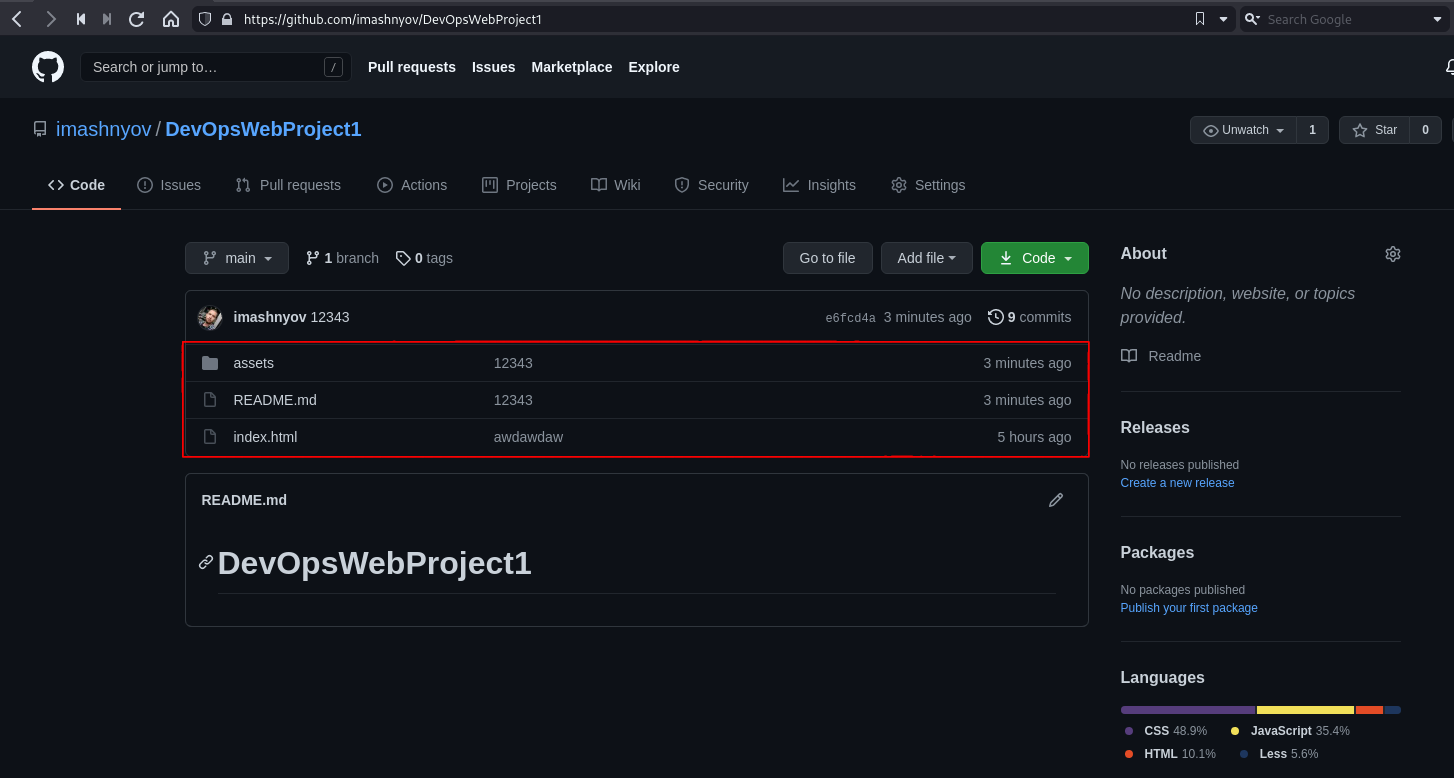 https://github.com/imashnyov/DevOpsWebProject1
Search Google
Search or jump to… /
Pull requests Issues Marketplace Explore
imashnyov / DevOpsWebProject1
Unwatch 1 Star 0
Code Issues Pull requests Actions Projects Wiki Security Insights Settings
main 1 branch 0 tags Go to file Add file Code
imashnyov 12343 e6fcd4a 3 minutes ago 9 commits
assets 12343 3 minutes ago
README.md 12343 3 minutes ago
index.html awdawdaw 5 hours ago
README.md
DevOpsWebProject1
About
No description, website, or topics
provided.
Readme
Releases
No releases published
Create a new release
Packages
No packages published
Publish your first package
Languages
CSS 48.9% JavaScript 35.4%
HTML 10.1% Less 5.6%